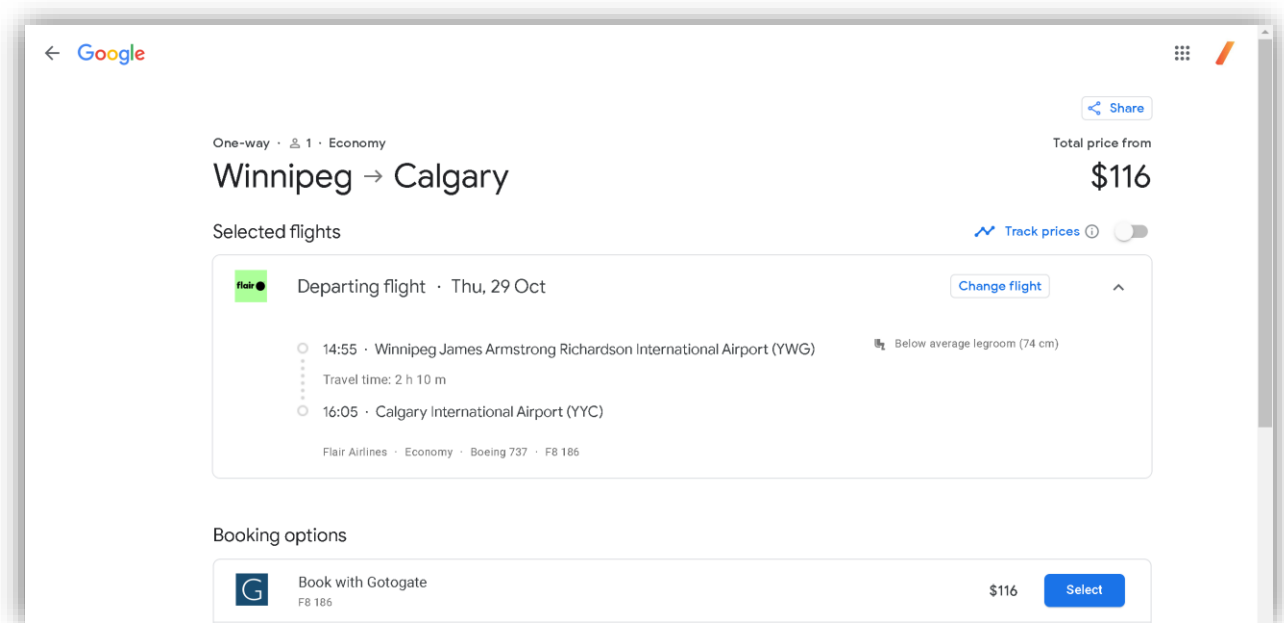 Google
Share
One-way · 1 · Economy
Total price from
Winnipeg → Calgary
$116
Selected flights
Track prices
flair
Departing flight · Thu, 29 Oct
Change flight
14:55 · Winnipeg James Armstrong Richardson International Airport (YWG)
Below average legroom (74 cm)
Travel time: 2 h 10 m
16:05 · Calgary International Airport (YYC)
Flair Airlines · Economy · Boeing 737 · F8 186
Booking options
G
Book with Gotogate
F8 186
$116
Select